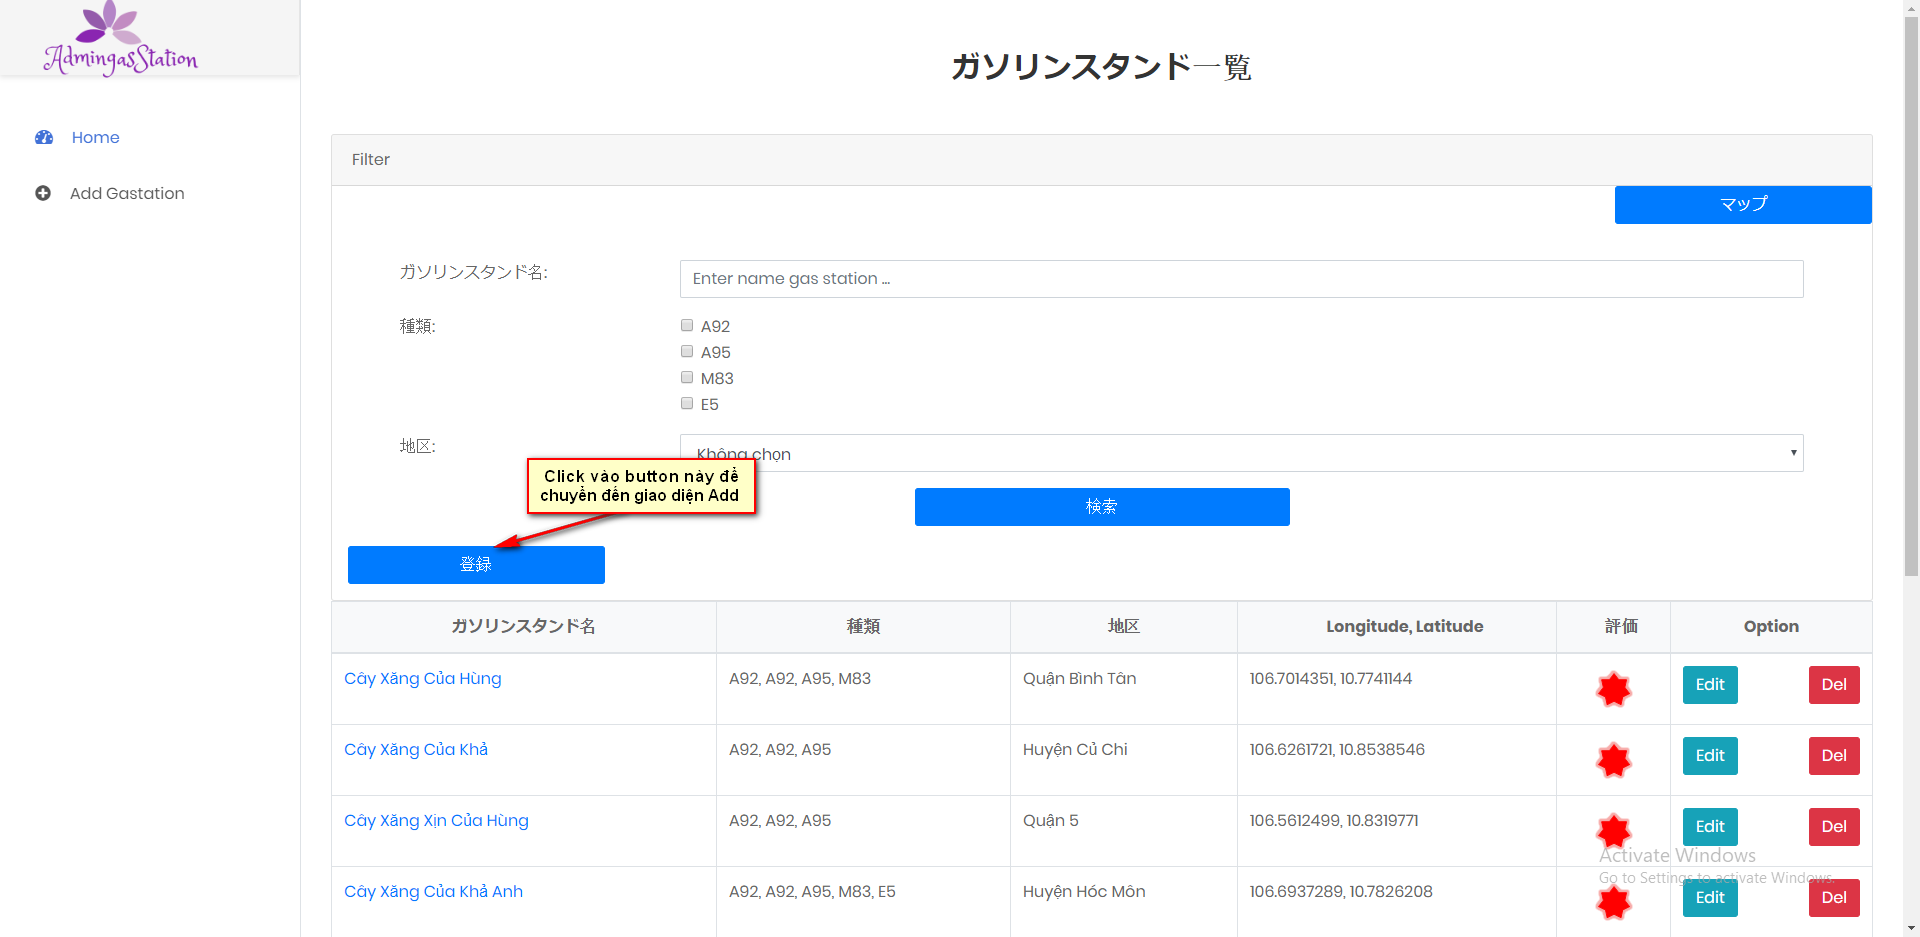 AdmingasStation
Home
Add Gastation
ガソリンスタンド一覧
Filter
マップ
ガソリンスタンド名:
Enter name gas station ...
種類:
A92
A95
M83
E5
地区:
Không chọn
Click vào button này để
chuyển đến giao diện Add
検索
登録
ガソリンスタンド名 種類 地区 Longitude, Latitude 評価 Option
Cây Xăng Của Hùng A92, A92, A95, M83 Quận Bình Tân 106.7014351, 10.7741144 Edit Del
Cây Xăng Của Khả A92, A92, A95 Huyện Củ Chi 106.6261721, 10.8538546 Edit Del
Cây Xăng Xịn Của Hùng A92, A92, A95 Quận 5 106.5612499, 10.8319771 Edit Del
Activate Windows
Go to Settings to activate Windows.
Cây Xăng Của Khả Anh A92, A92, A95, M83, E5 Huyện Hóc Môn 106.6937289, 10.7826208 Edit Del